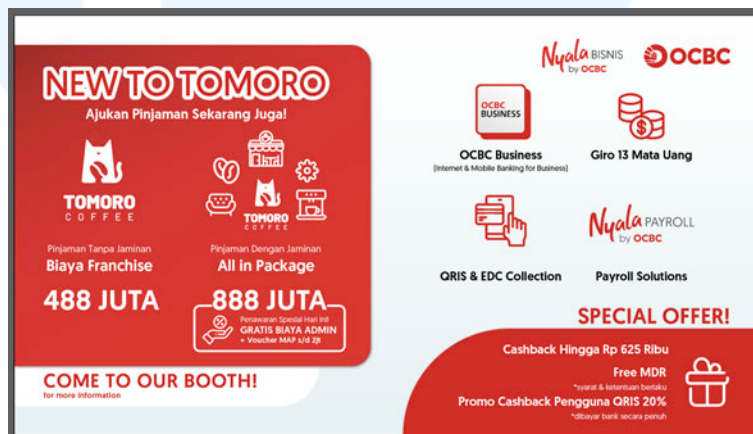 NEW TO TOMORO
Ajukan Pinjaman Sekarang Juga!
TOMORO
COFFEE
Pinjaman Tanpa Jaminan
Biaya Franchise
488 JUTA
TOMORO
COFFEE
Pinjaman Dengan Jaminan
All in Package
888 JUTA
Penawaran Spesial Hari Ini!
GRATIS BIAYA ADMIN
+ Voucher MAP s/d 2jt
COME TO OUR BOOTH!
for more information
Nyala BISNIS
by OCBC
OCBC
OCBC
BUSINESS
OCBC Business
[Internet & Mobile Banking for Business]
Giro 13 Mata Uang
QRIS & EDC Collection
Nyala PAYROLL
by OCBC
Payroll Solutions
SPECIAL OFFER!
Cashback Hingga Rp 625 Ribu
Free MDR
*syarat & ketentuan berlaku
Promo Cashback Pengguna QRIS 20%
*dibayar bank secara penuh